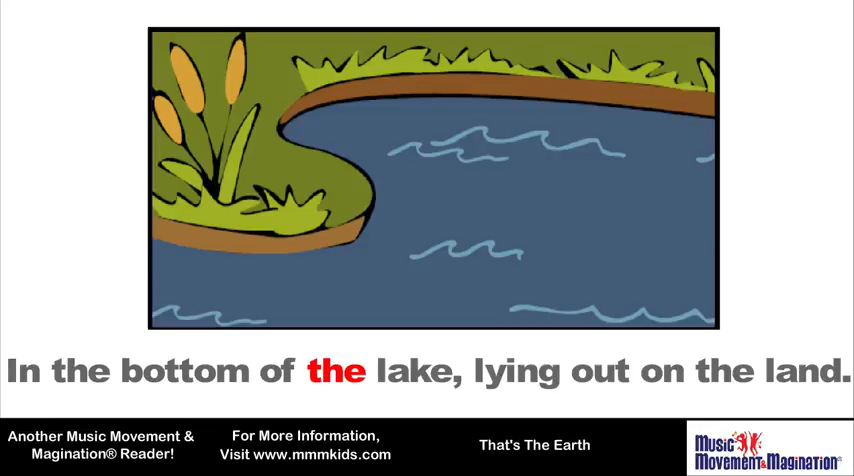 In the bottom of the lake, lying out on the land.
Another Music Movement &
Magination® Reader!
For More Information,
Visit www.mmmkids.com
That's The Earth
Music
Movement & Magination®